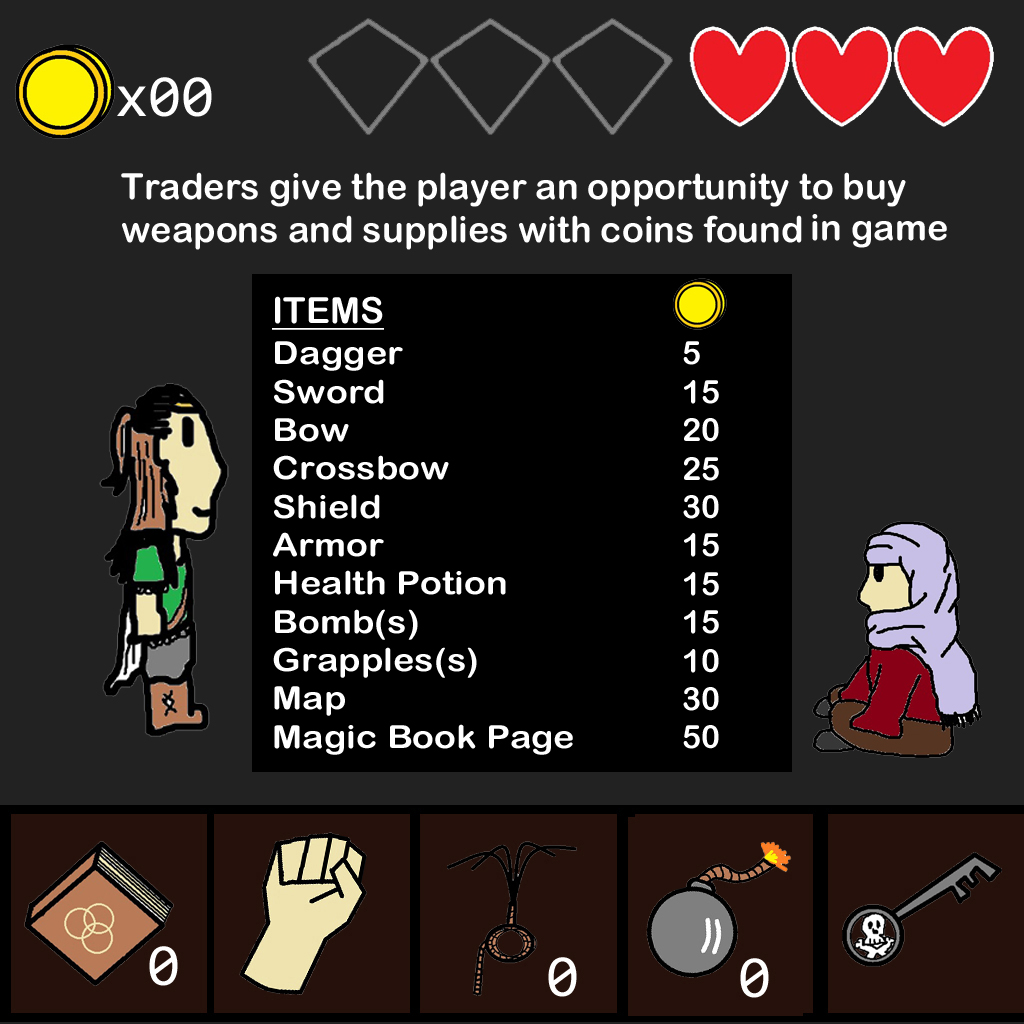 x00
Traders give the player an opportunity to buy
weapons and supplies with coins found in game
ITEMS
Dagger 5
Sword 15
Bow 20
Crossbow 25
Shield 30
Armor 15
Health Potion 15
Bomb(s) 15
Grapples(s) 10
Map 30
Magic Book Page 50
0 0 0